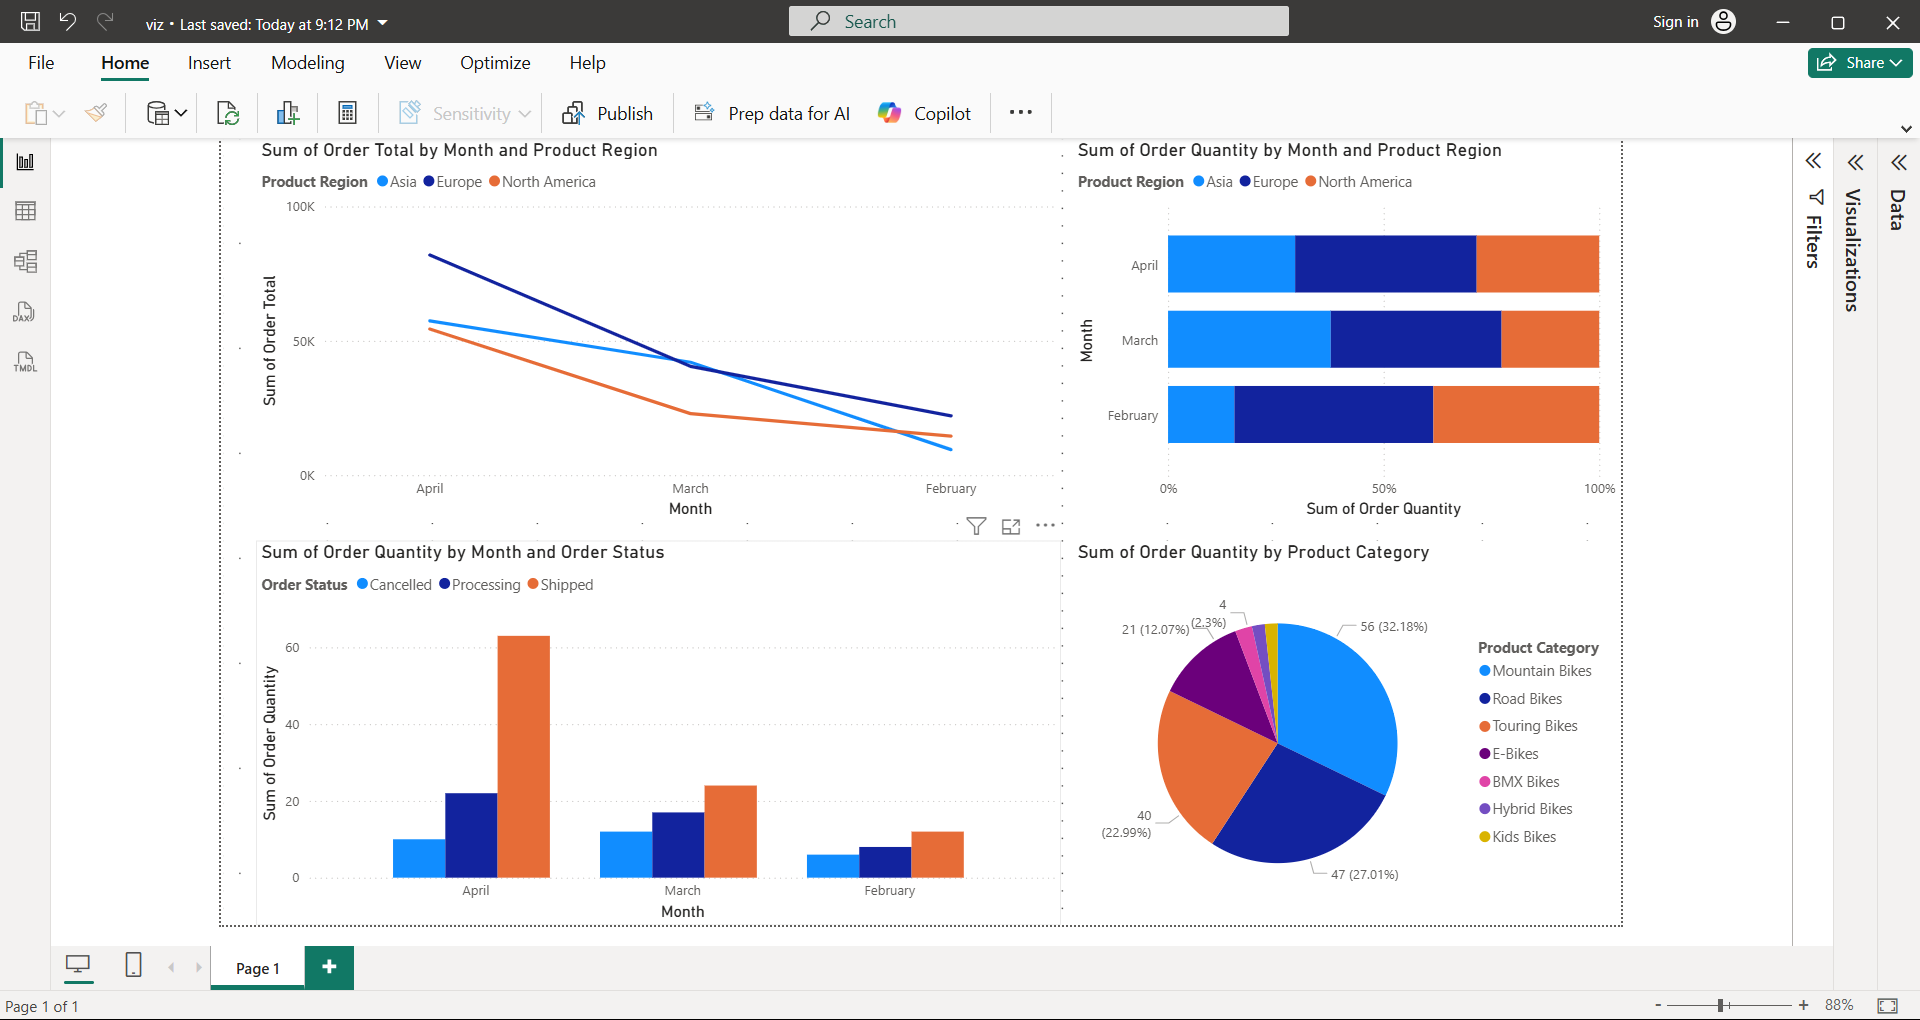 viz • Last saved: Today at 9:12 PM
Search
Sign in
File Home Insert Modeling View Optimize Help
Share
Sensitivity
Publish
Prep data for AI
Copilot
Sum of Order Total by Month and Product Region
Product Region Asia Europe North America
100K
50K
0K
Sum of Order Total
April March February
Month
Sum of Order Quantity by Month and Product Region
Product Region Asia Europe North America
Month
April
March
February
0% 50% 100%
Sum of Order Quantity
Sum of Order Quantity by Month and Order Status
Order Status Cancelled Processing Shipped
60
40
20
0
Sum of Order Quantity
April March February
Month
Sum of Order Quantity by Product Category
56 (32.18%)
47 (27.01%)
40
(22.99%)
21 (12.07%)
4
(2.3%)
Product Category
Mountain Bikes
Road Bikes
Touring Bikes
E-Bikes
BMX Bikes
Hybrid Bikes
Kids Bikes
Filters
Visualizations
Data
DAX
TMDL
Page 1
Page 1 of 1
- + 88%